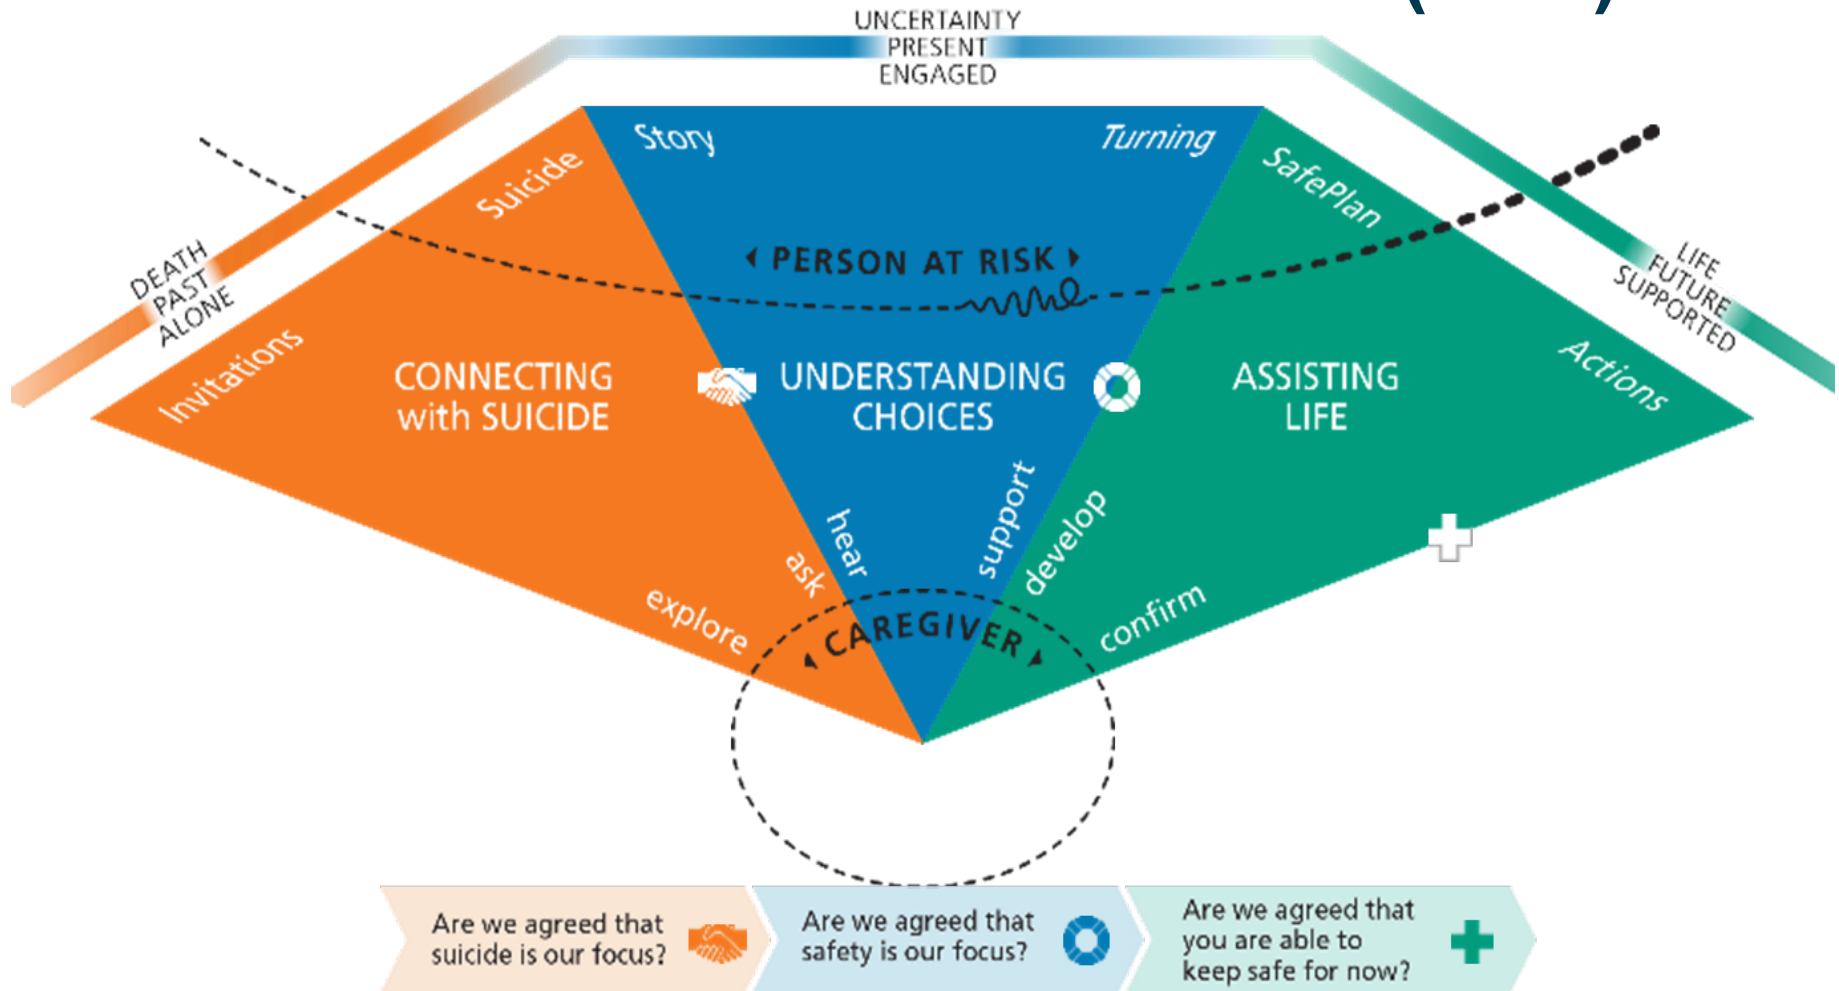 UNCERTAINTY
PRESENT
ENGAGED
Story
Turning
Suicide
SafePlan
PERSON AT RISK
DEATH
PAST
ALONE
LIFE
FUTURE
SUPPORTED
Invitations
Actions
CONNECTING
with SUICIDE
UNDERSTANDING
CHOICES
ASSISTING
LIFE
explore
ask
hear
support
develop
confirm
CAREGIVER
Are we agreed that
suicide is our focus?
Are we agreed that
safety is our focus?
Are we agreed that
you are able to
keep safe for now?